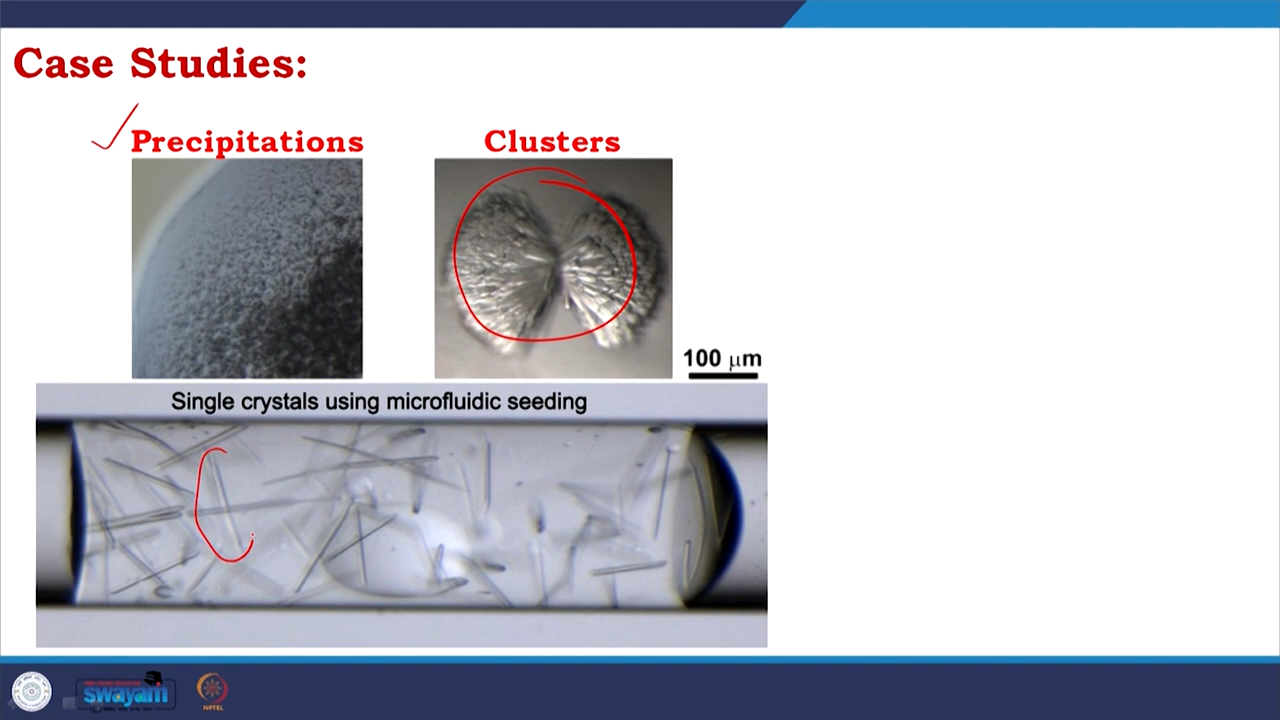 Case Studies:
Precipitations
Clusters
100 μm
Single crystals using microfluidic seeding
swayam
NPTEL